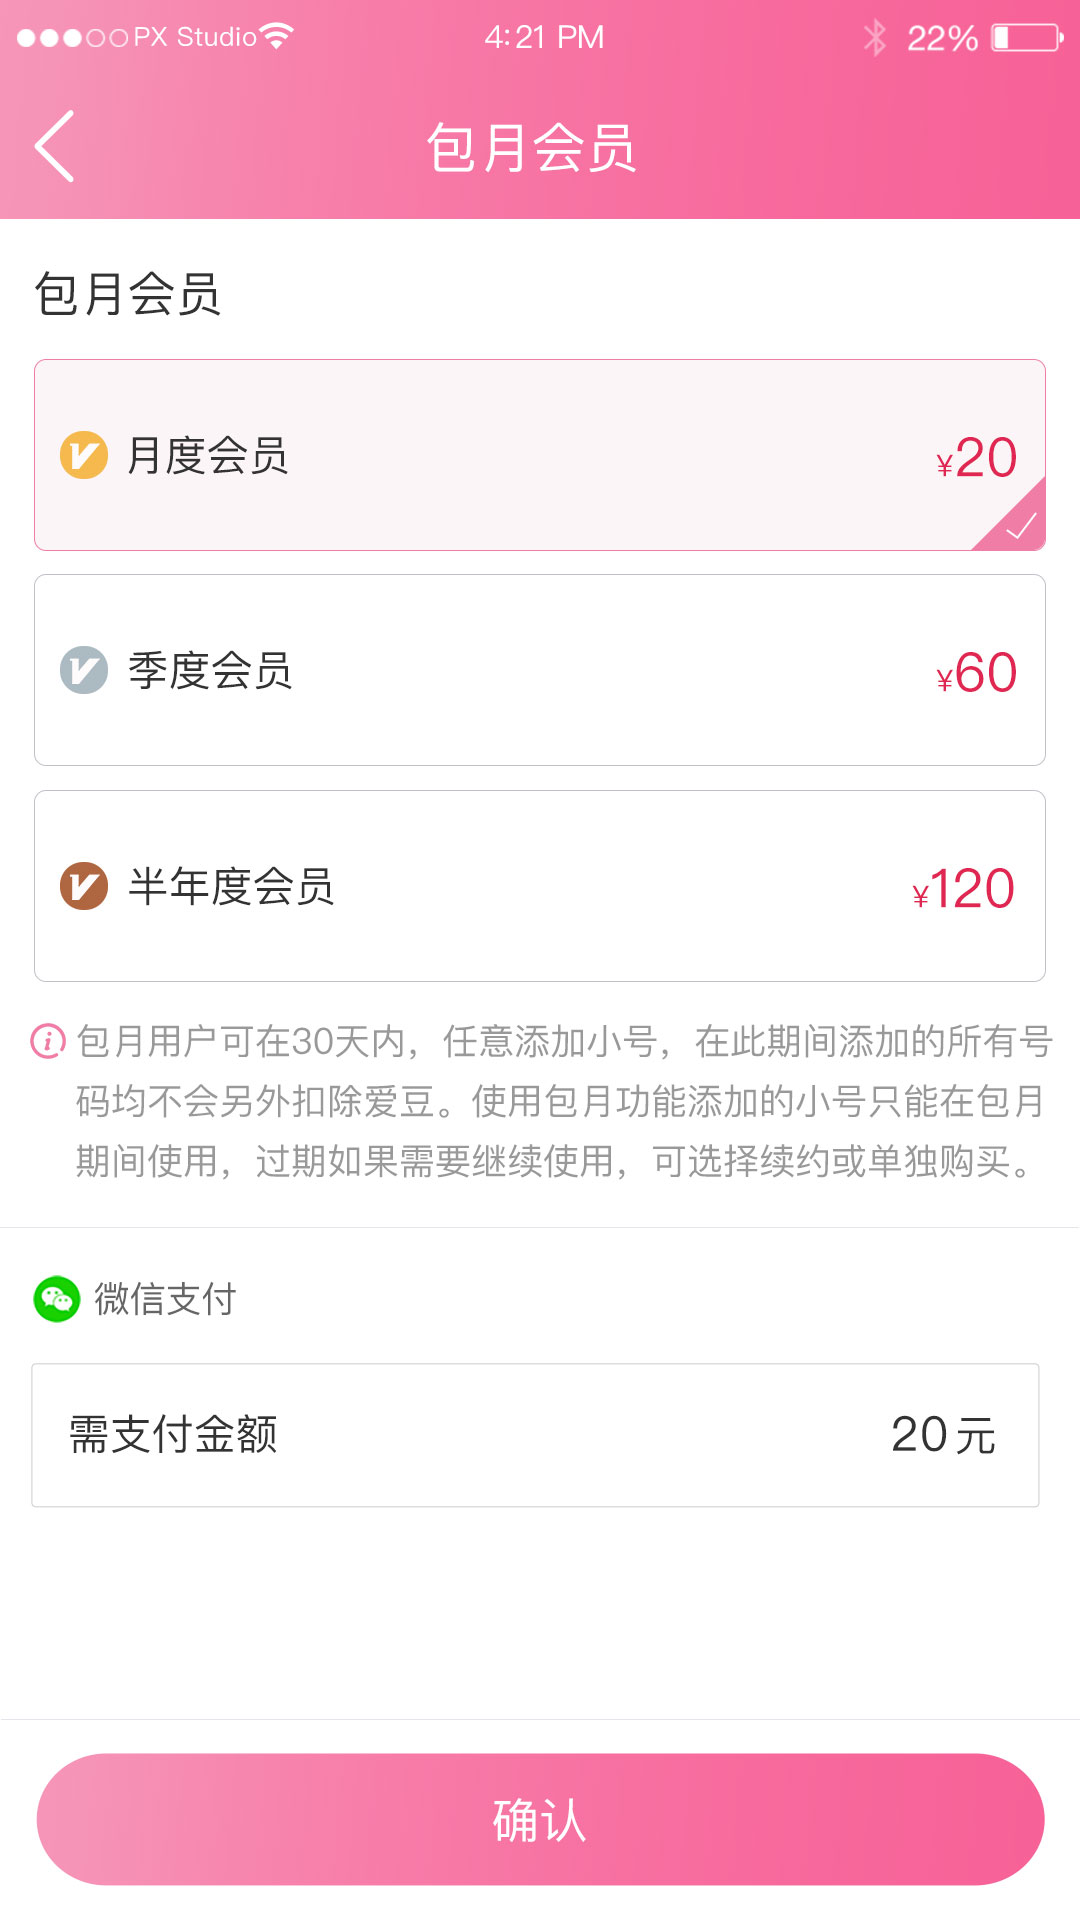 PX Studio 4:21 PM 22%
包月会员
包月会员
月度会员 ¥20
季度会员 ¥60
半年度会员 ¥120
包月用户可在30天内，任意添加小号，在此期间添加的所有号
码均不会另外扣除爱豆。使用包月功能添加的小号只能在包月
期间使用，过期如果需要继续使用，可选择续约或单独购买。
微信支付
需支付金额 20元
确认